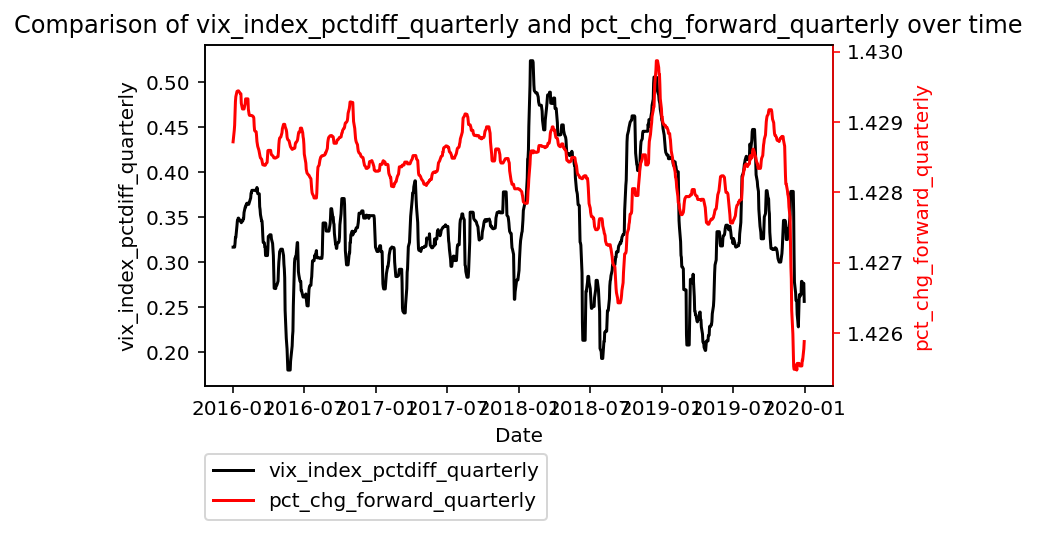 Comparison of vix_index_pctdiff_quarterly and pct_chg_forward_quarterly over time
vix_index_pctdiff_quarterly
0.50
0.45
0.40
0.35
0.30
0.25
0.20
1.430
1.429
1.428
1.427
1.426
pct_chg_forward_quarterly
2016-01 2016-07 2017-01 2017-07 2018-01 2018-07 2019-01 2019-07 2020-01
Date
vix_index_pctdiff_quarterly
pct_chg_forward_quarterly